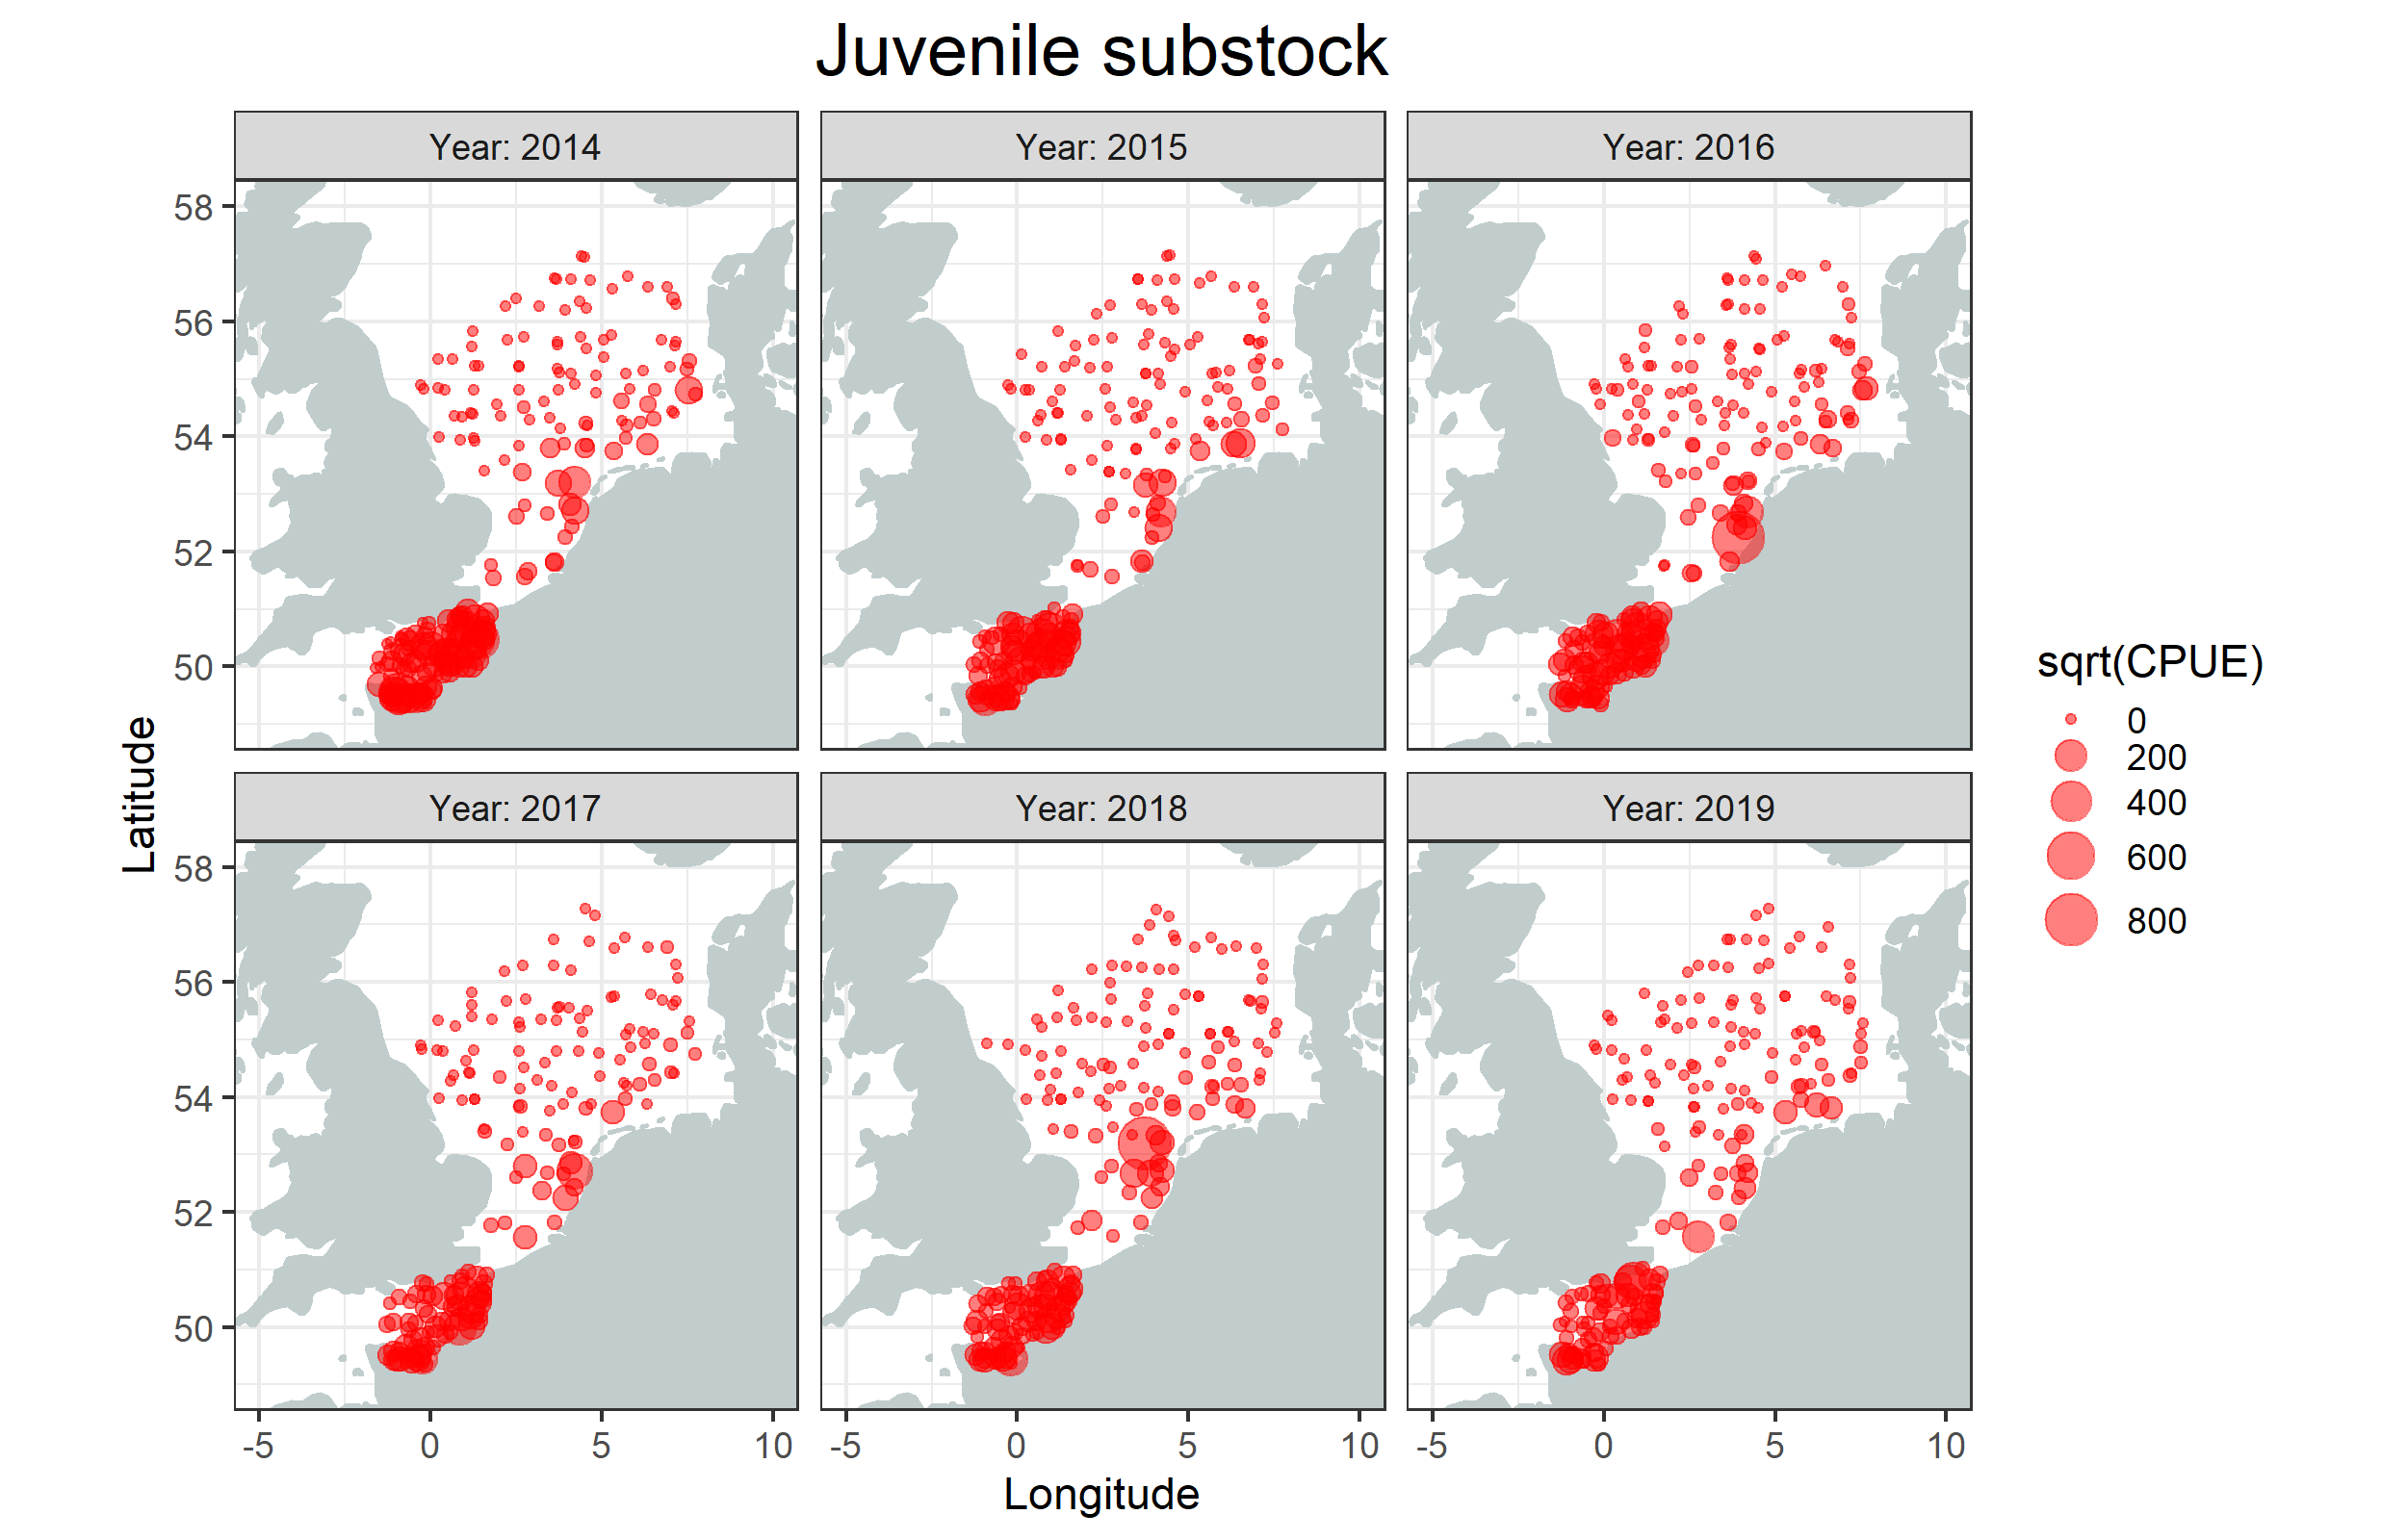 Juvenile substock
Year: 2014
Year: 2015
Year: 2016
58
56
54
52
50
Year: 2017
Year: 2018
Year: 2019
58
56
54
52
50
-5 0 5 10
-5 0 5 10
-5 0 5 10
Longitude
Latitude
sqrt(CPUE)
0
200
400
600
800